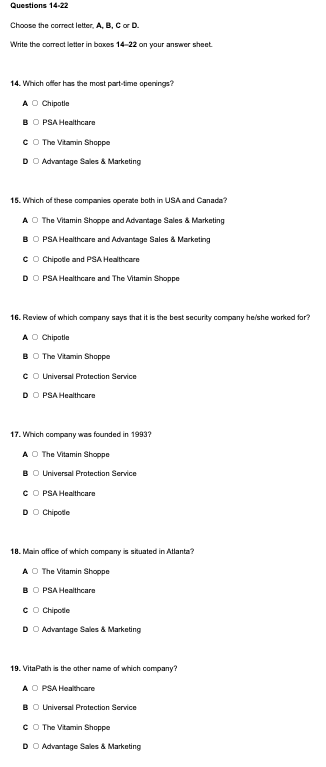 Questions 14-22
Choose the correct letter, A, B, C or D.
Write the correct letter in boxes 14–22 on your answer sheet.
14. Which offer has the most part-time openings?
A Chipotle
B PSA Healthcare
C The Vitamin Shoppe
D Advantage Sales & Marketing
15. Which of these companies operate both in USA and Canada?
A The Vitamin Shoppe and Advantage Sales & Marketing
B PSA Healthcare and Advantage Sales & Marketing
C Chipotle and PSA Healthcare
D PSA Healthcare and The Vitamin Shoppe
16. Review of which company says that it is the best security company he/she worked for?
A Chipotle
B The Vitamin Shoppe
C Universal Protection Service
D PSA Healthcare
17. Which company was founded in 1993?
A The Vitamin Shoppe
B Universal Protection Service
C PSA Healthcare
D Chipotle
18. Main office of which company is situated in Atlanta?
A The Vitamin Shoppe
B PSA Healthcare
C Chipotle
D Advantage Sales & Marketing
19. VitaPath is the other name of which company?
A PSA Healthcare
B Universal Protection Service
C The Vitamin Shoppe
D Advantage Sales & Marketing